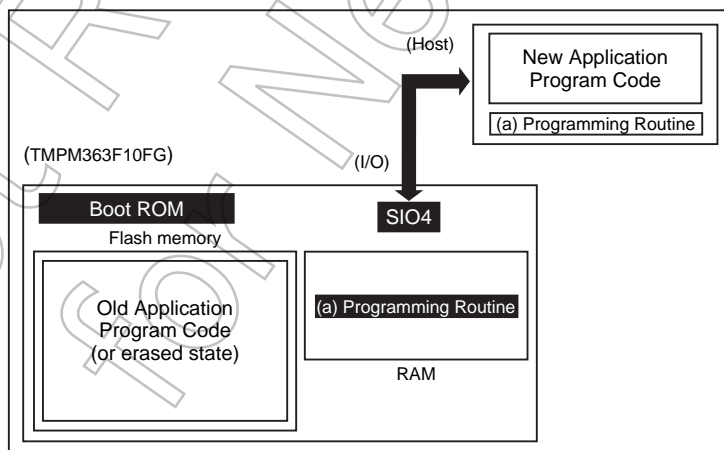 (Host)
New Application
Program Code
(a) Programming Routine
(TMPM363F10FG)
(I/O)
Boot ROM
SIO4
Flash memory
Old Application
Program Code
(or erased state)
(a) Programming Routine
RAM